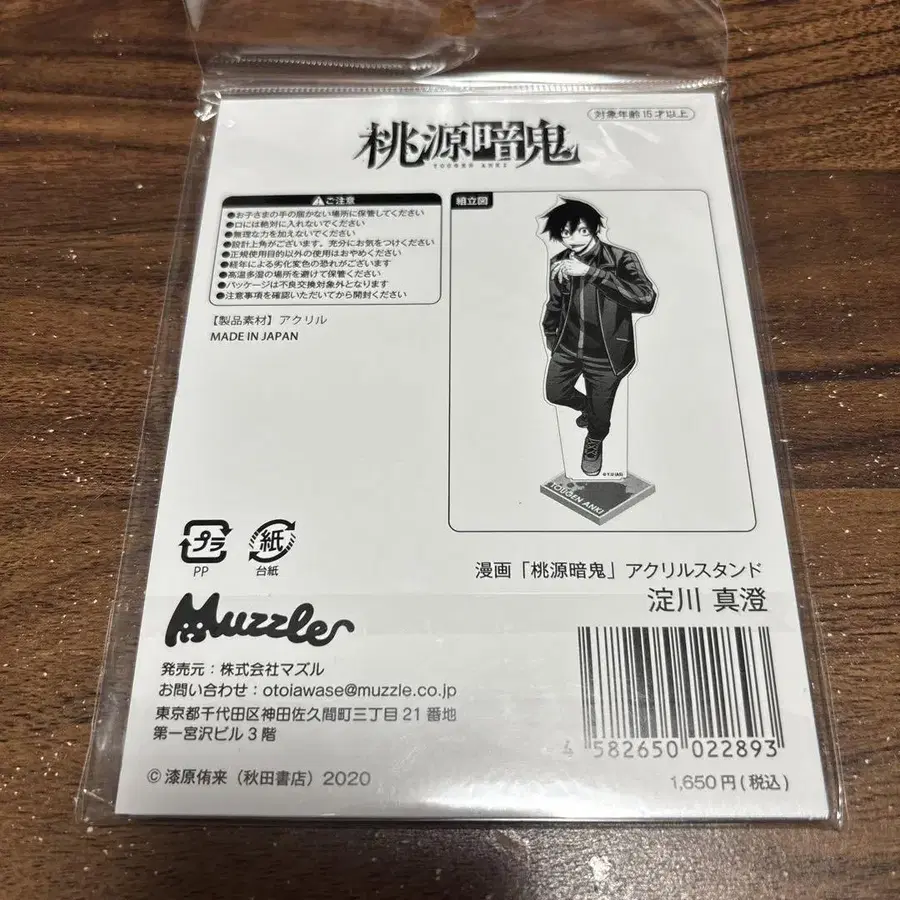 対象年齢15才以上
桃源暗鬼
TOUGEN ANKI
⚠ご注意
●お子さまの手の届かない場所に保管してください
●口には絶対に入れないでください
●無理な力を加えないでください
●設計上角がございます。充分にお気をつけください
●正規使用目的以外の使用はおやめください
●経年による劣化変色の恐れがございます
●高温多湿の場所を避けて保管ください
●パッケージは不良交換対象外となります
●注意事項を確認いただいてから開封ください
【製品素材】アクリル
MADE IN JAPAN
組立図
TOUGEN ANKI
プラ
PP
紙
台紙
漫画「桃源暗鬼」アクリルスタンド
淀川 真澄
Muzzle
発売元：株式会社マズル
お問い合わせ：otoiawase@muzzle.co.jp
東京都千代田区神田佐久間町三丁目21番地
第一宮沢ビル3階
©漆原侑来（秋田書店）2020
4 582650 022893
1,650円(税込)